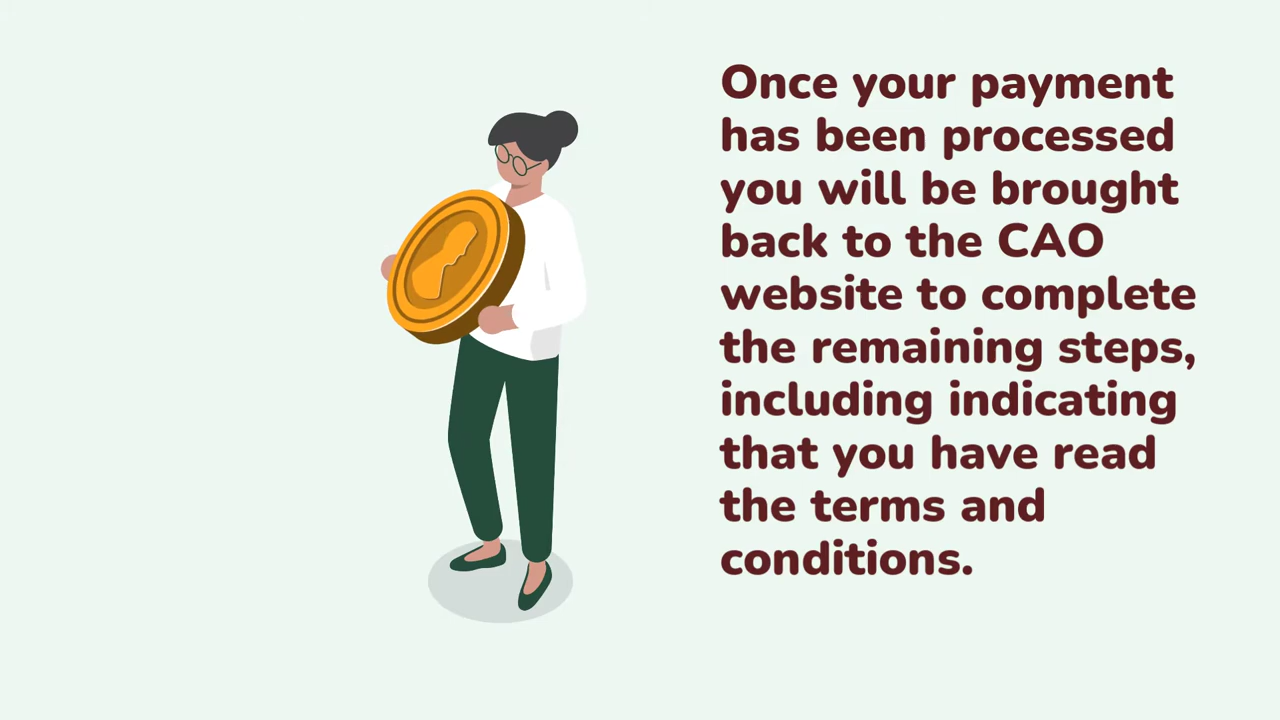 Once your payment
has been processed
you will be brought
back to the CAO
website to complete
the remaining steps,
including indicating
that you have read
the terms and
conditions.